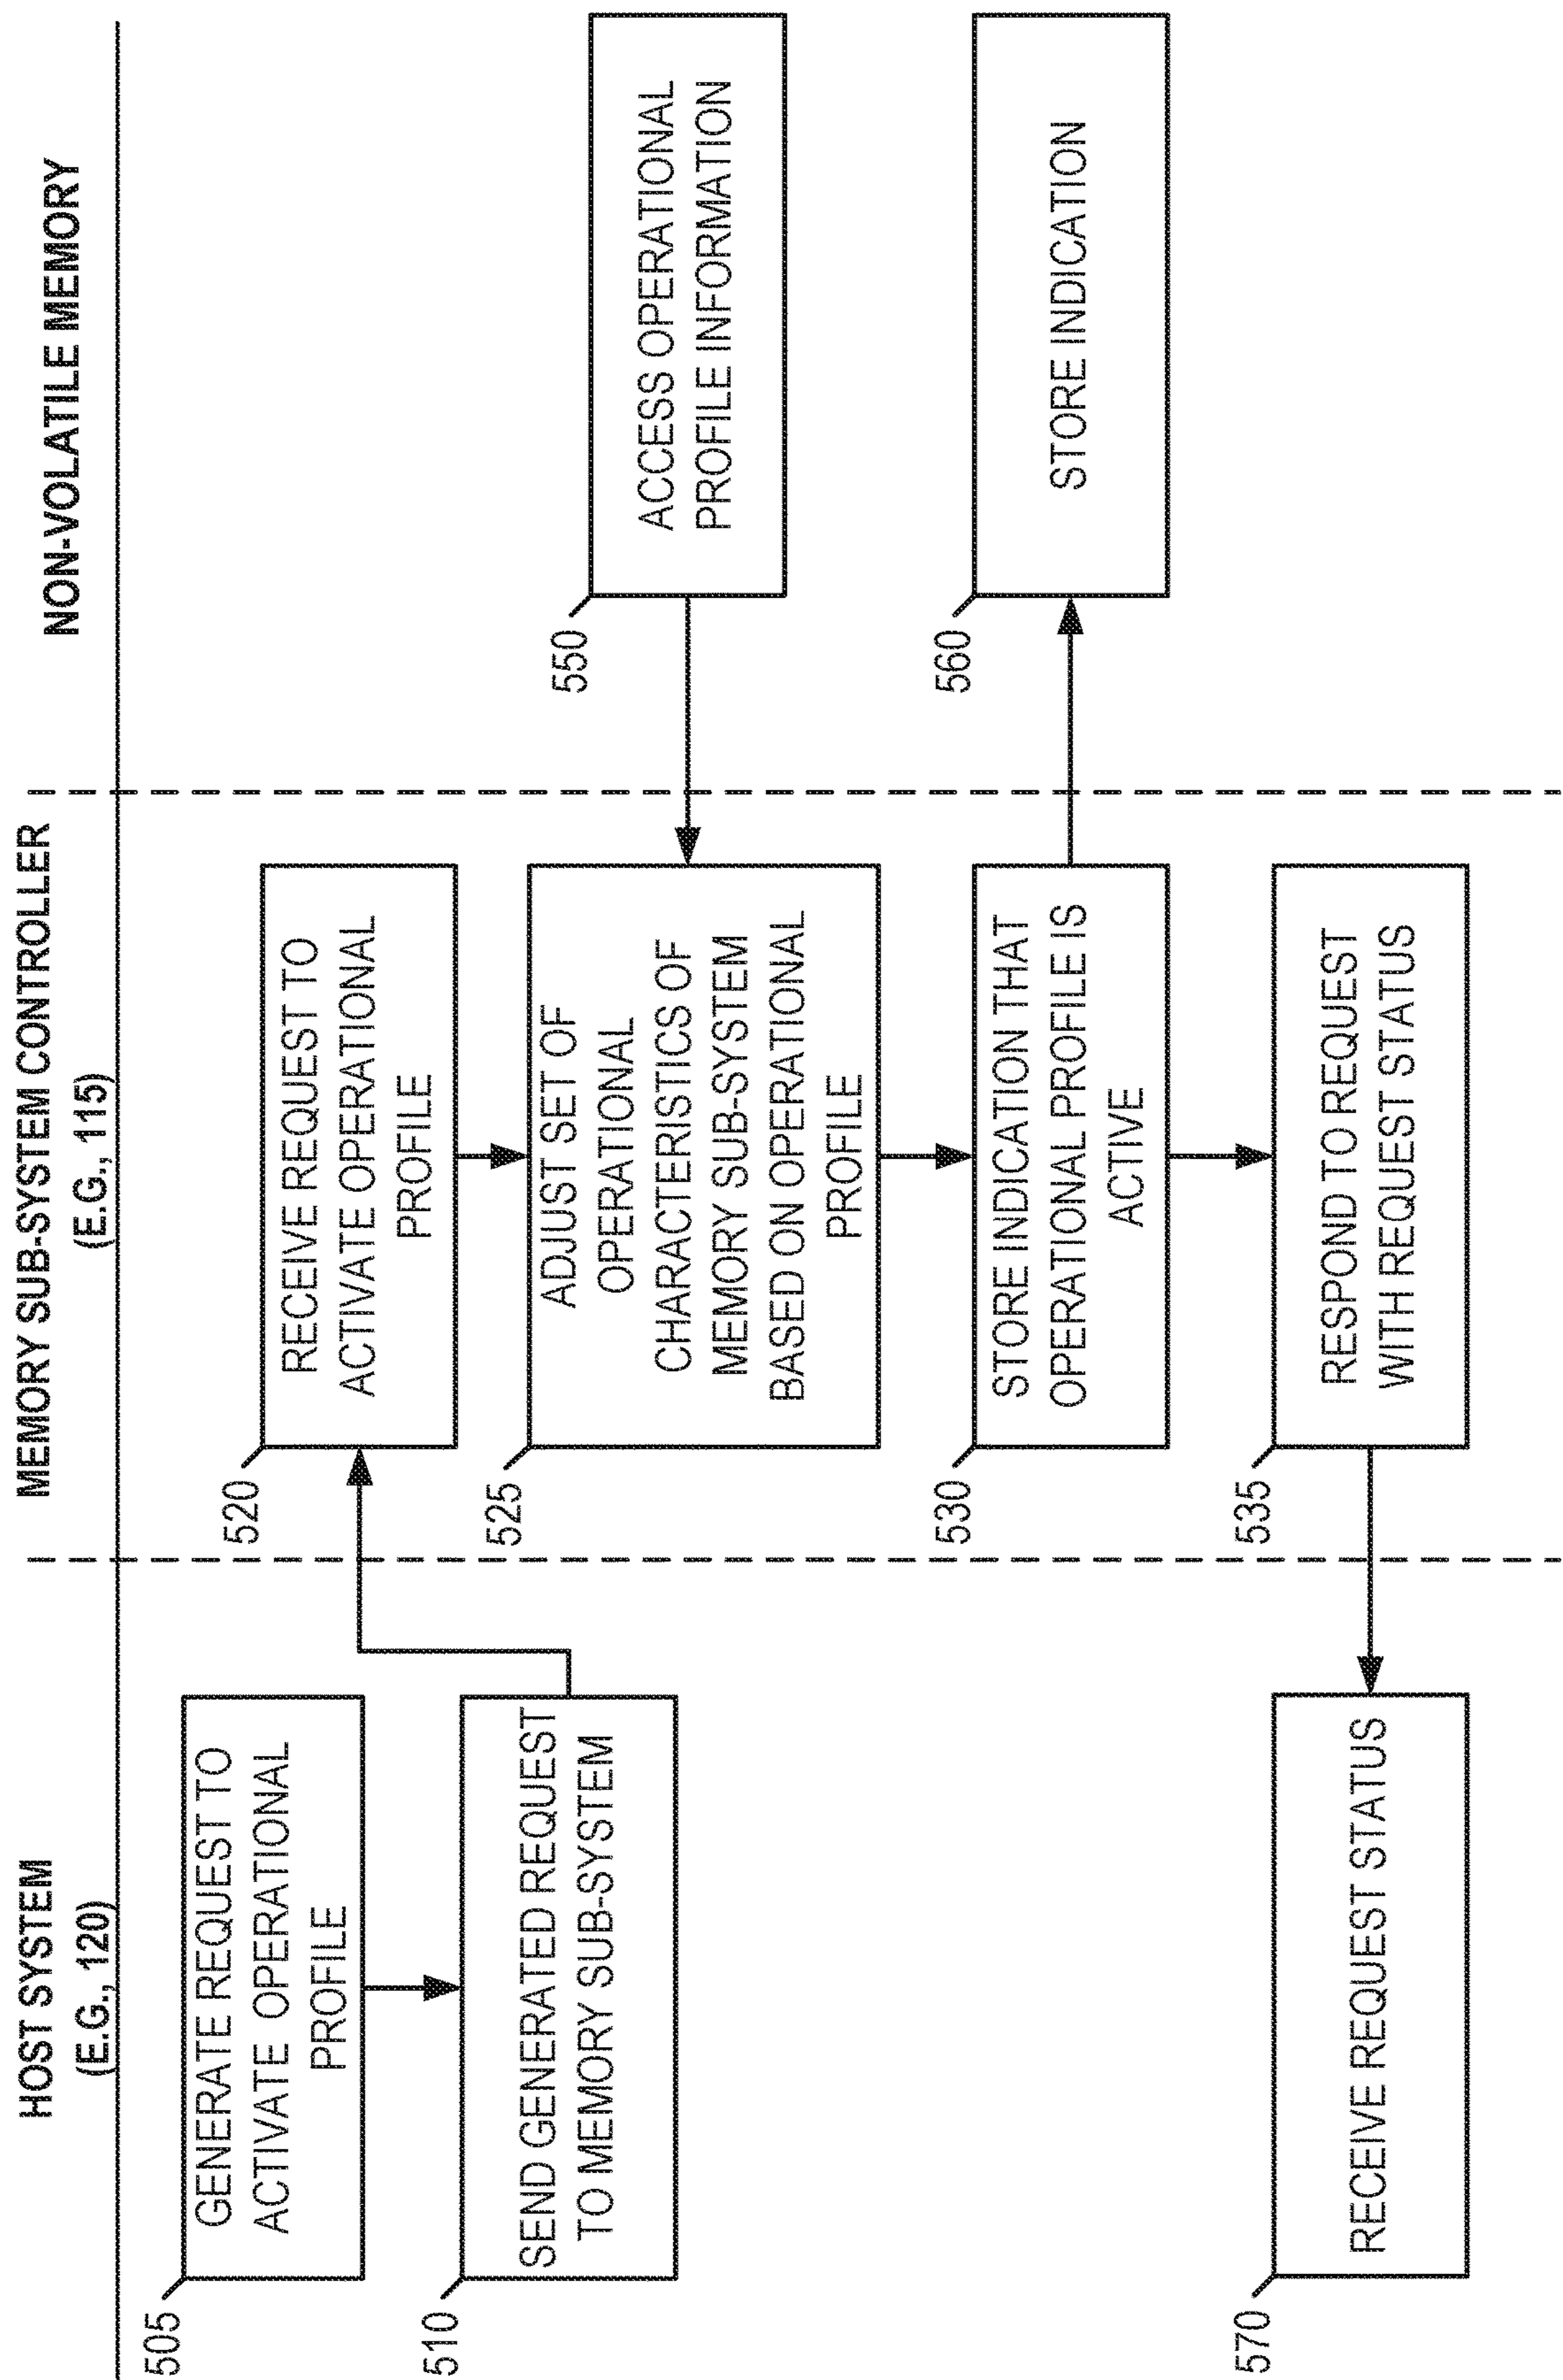 HOST SYSTEM
(E.G., 120)
MEMORY SUB-SYSTEM CONTROLLER
(E.G., 115)
NON-VOLATILE MEMORY
505
GENERATE REQUEST TO
ACTIVATE OPERATIONAL
PROFILE
510
SEND GENERATED REQUEST
TO MEMORY SUB-SYSTEM
520
RECEIVE REQUEST TO
ACTIVATE OPERATIONAL
PROFILE
525
ADJUST SET OF
OPERATIONAL
CHARACTERISTICS OF
MEMORY SUB-SYSTEM
BASED ON OPERATIONAL
PROFILE
550
ACCESS OPERATIONAL
PROFILE INFORMATION
530
STORE INDICATION THAT
OPERATIONAL PROFILE IS
ACTIVE
560
STORE INDICATION
535
RESPOND TO REQUEST
WITH REQUEST STATUS
570
RECEIVE REQUEST STATUS